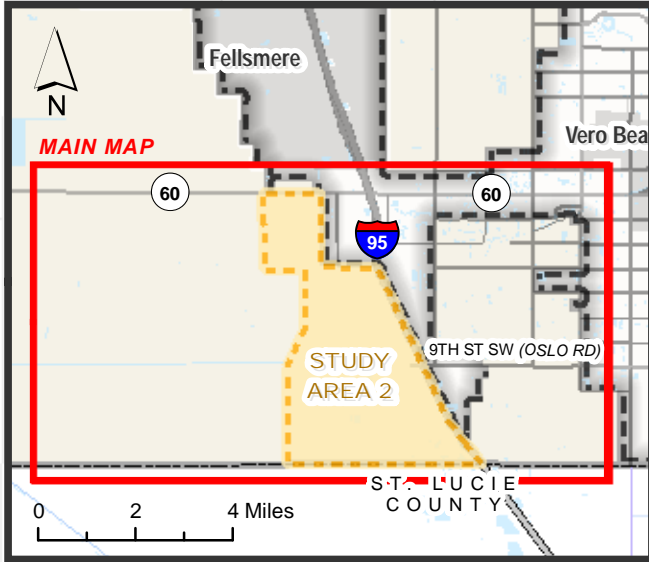 Fellsmere
N
MAIN MAP
Vero Bea
60
60
95
9TH ST SW (OSLO RD)
STUDY
AREA 2
ST. LUCIE
COUNTY
0 2 4 Miles